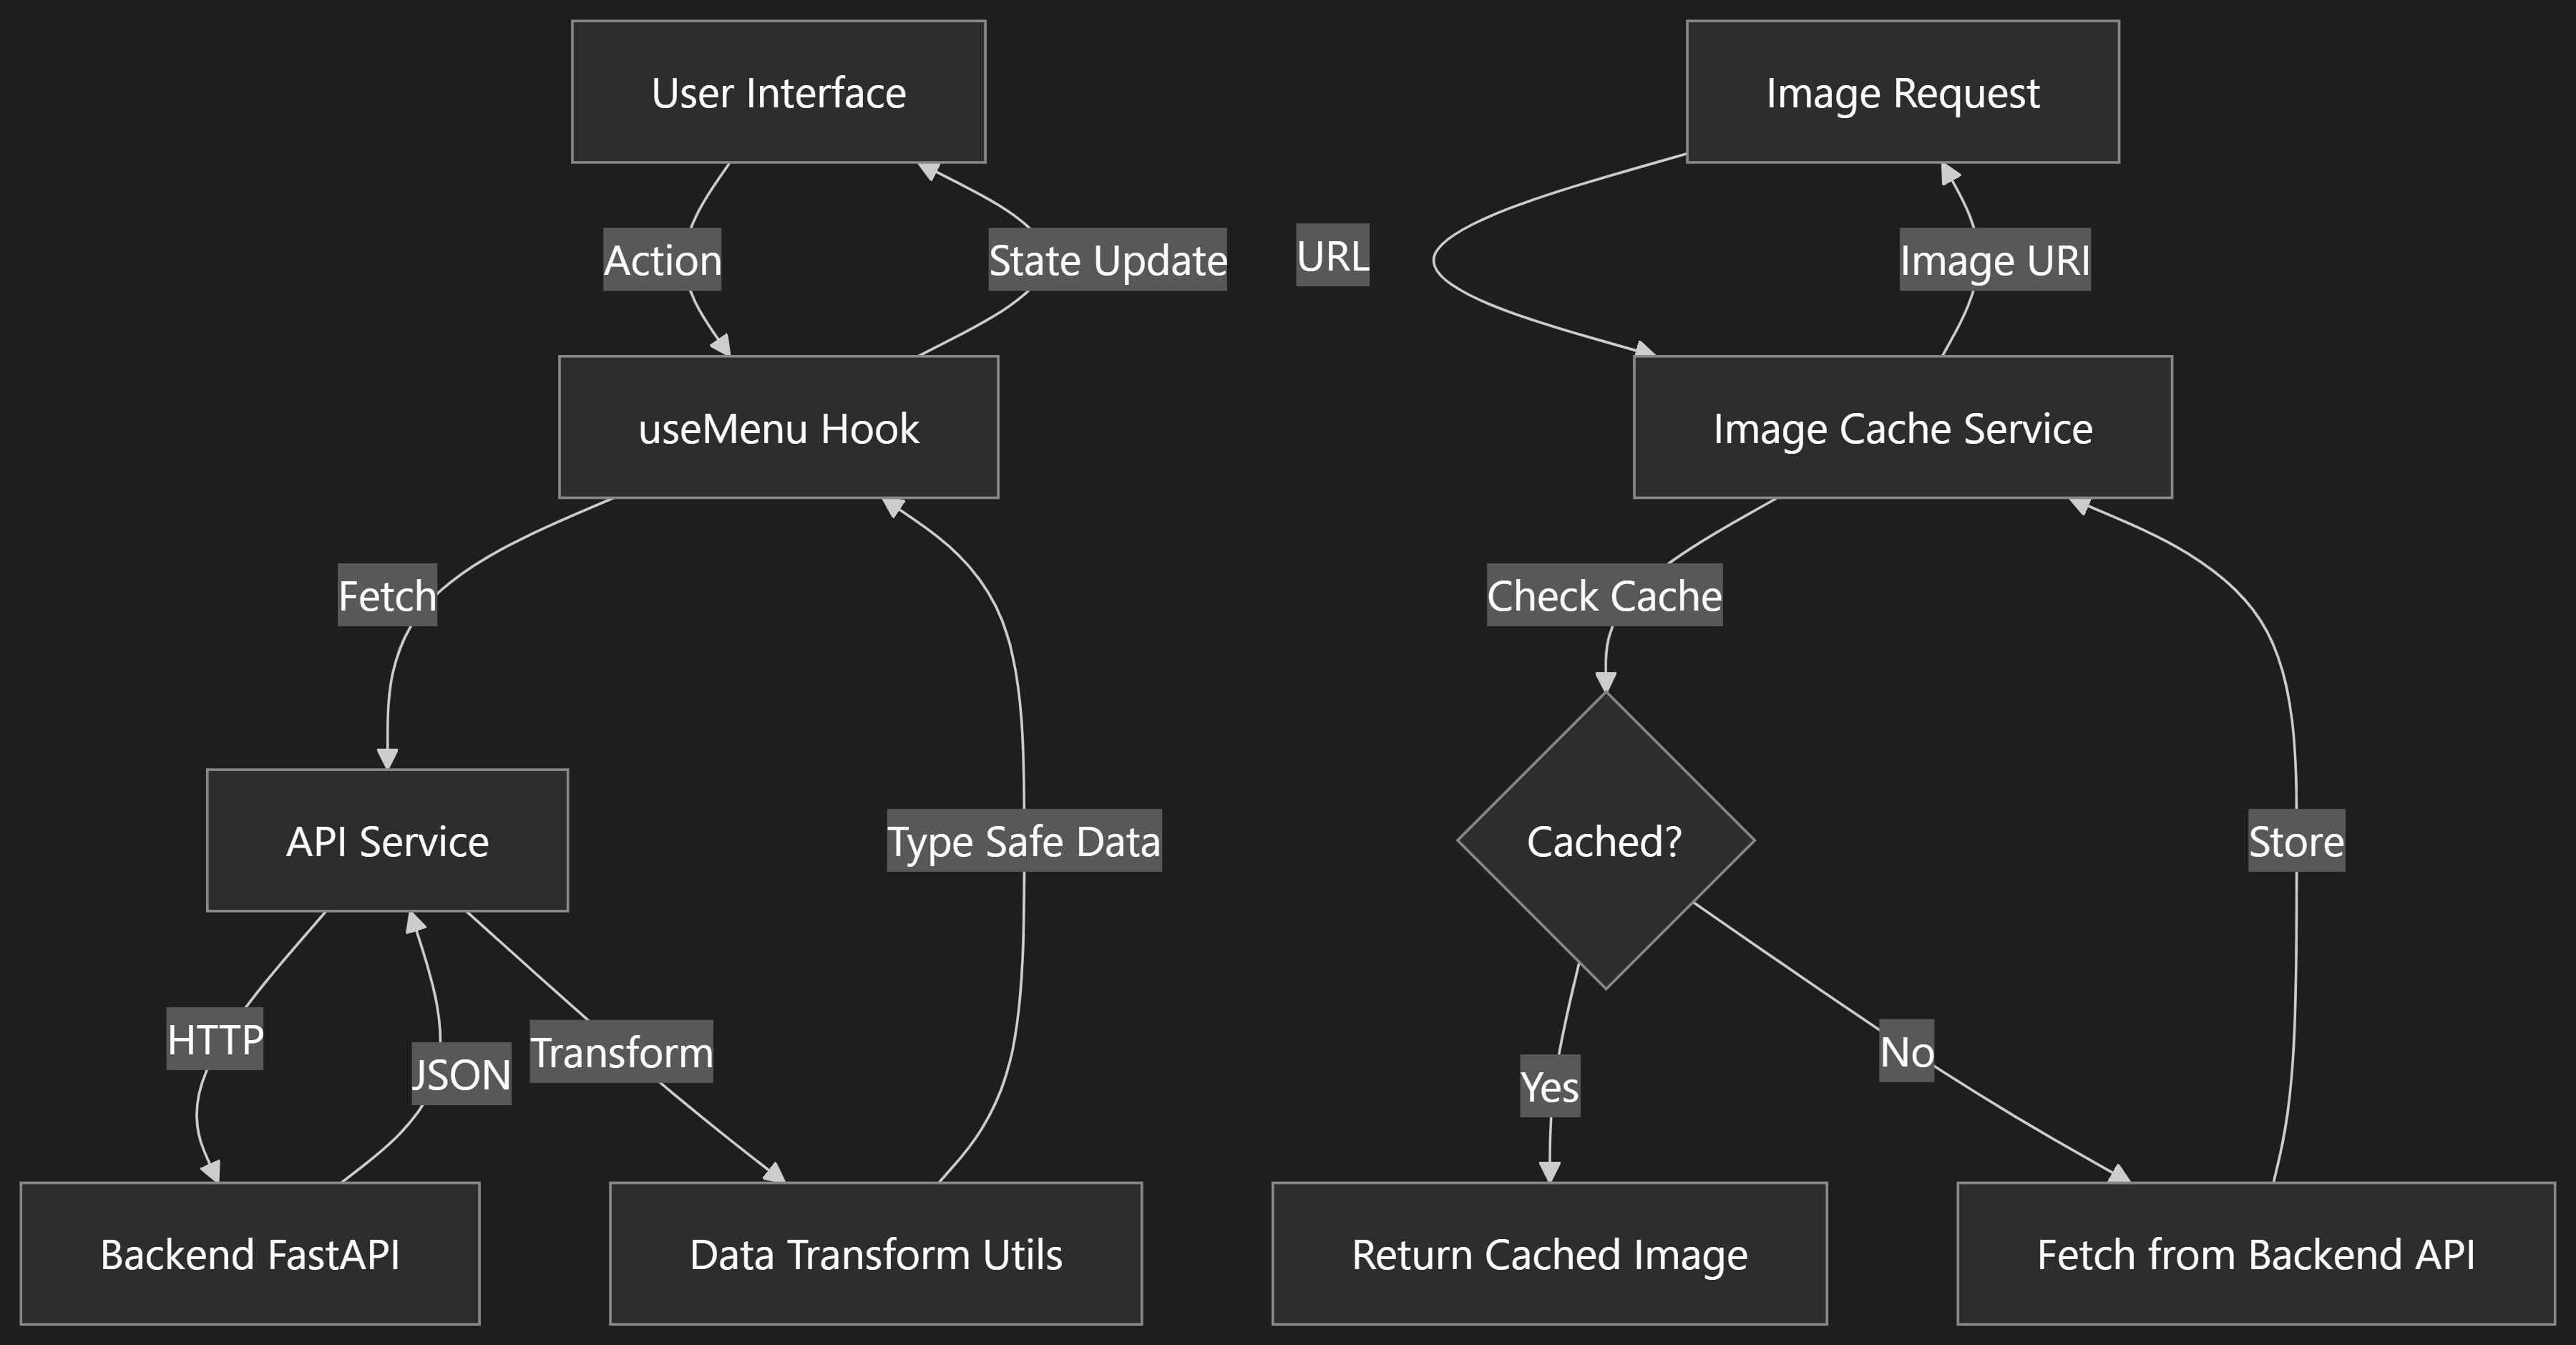 User Interface
Image Request
Action
State Update
URL
Image URI
useMenu Hook
Image Cache Service
Fetch
Check Cache
API Service
Type Safe Data
Cached?
Store
HTTP
JSON
Transform
Yes
No
Backend FastAPI
Data Transform Utils
Return Cached Image
Fetch from Backend API